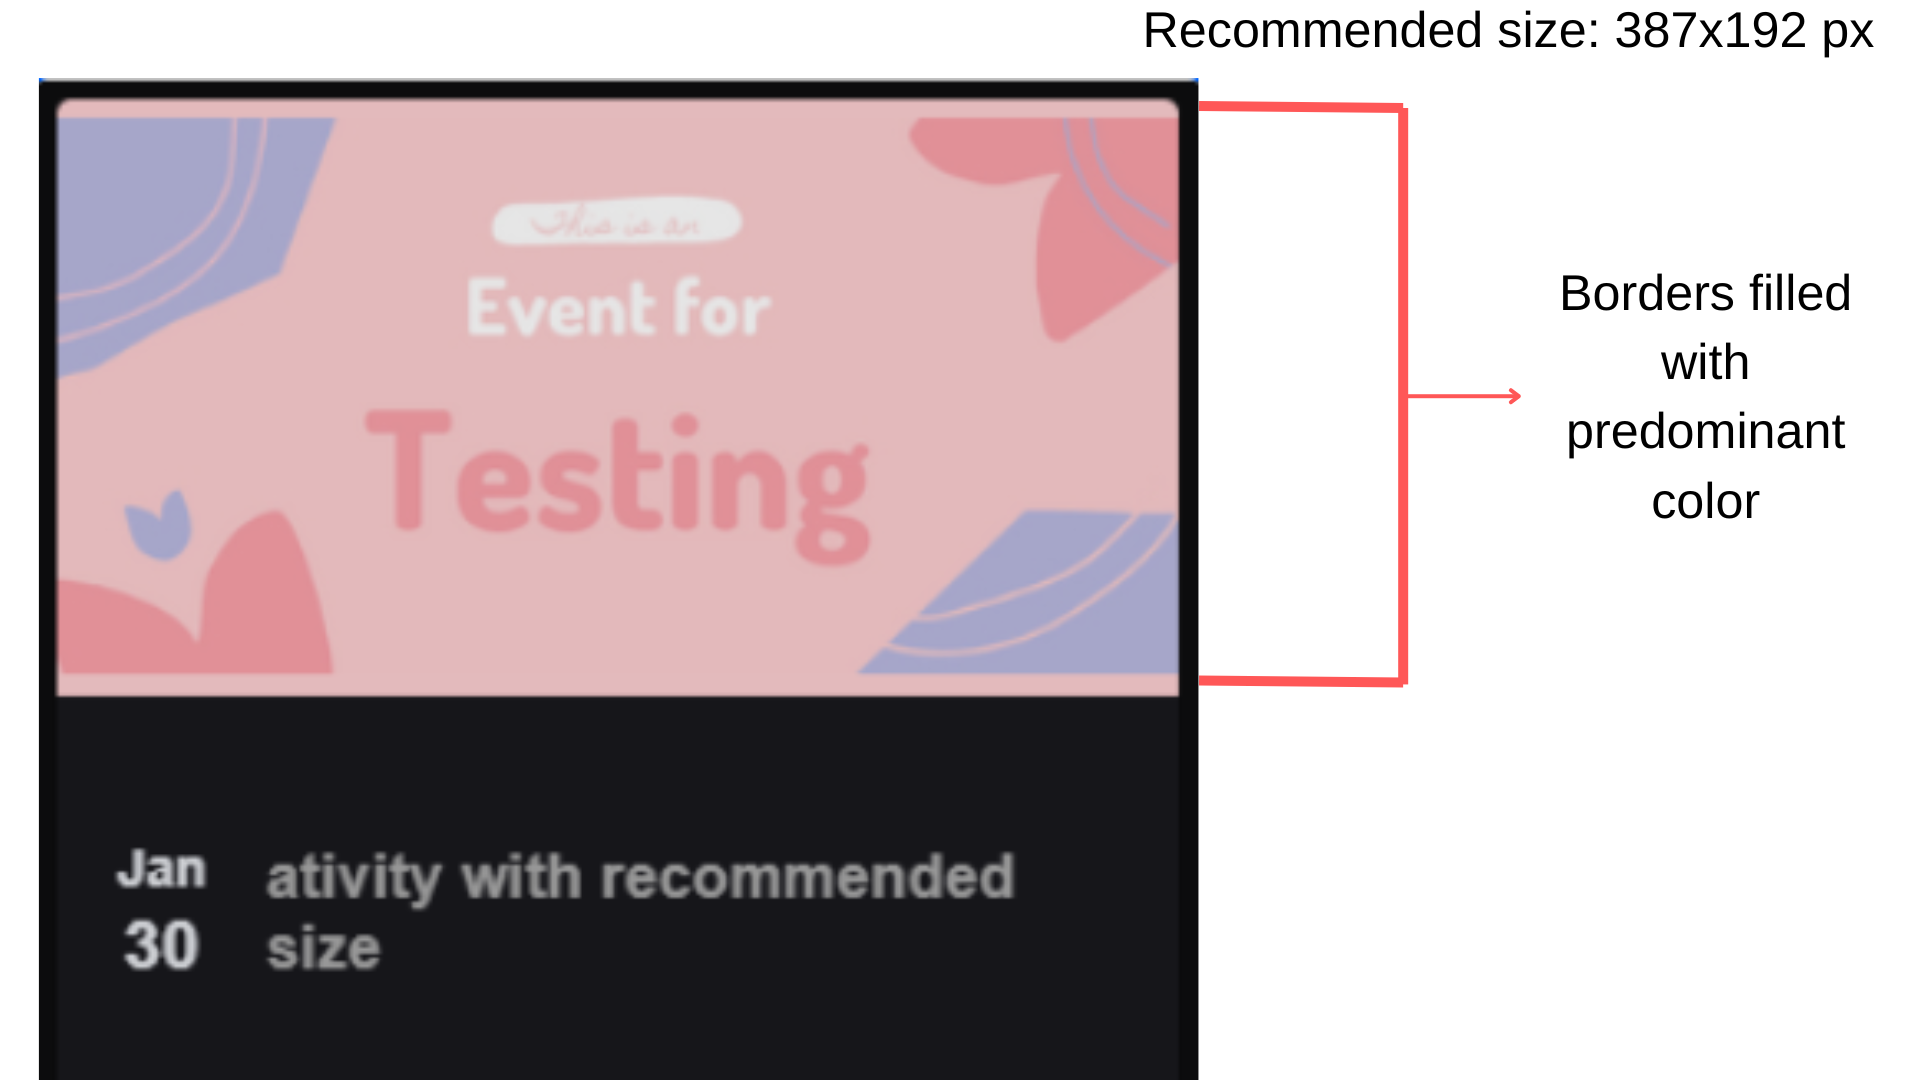 Recommended size: 387x192 px
This is an
Event for
Testing
Borders filled
with
predominant
color
Jan
30
ativity with recommended
size